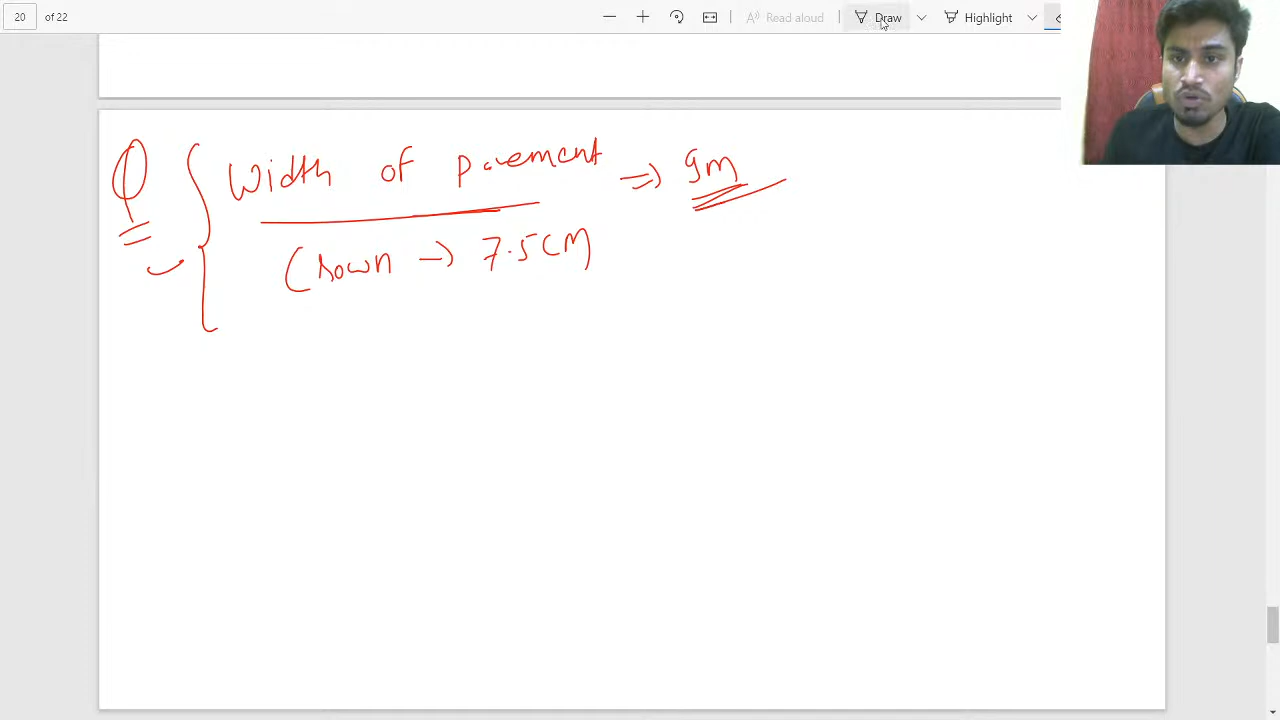 20 of 22 Read aloud Draw Highlight
Q Width of pavement => 9m
Crown -> 7.5CM